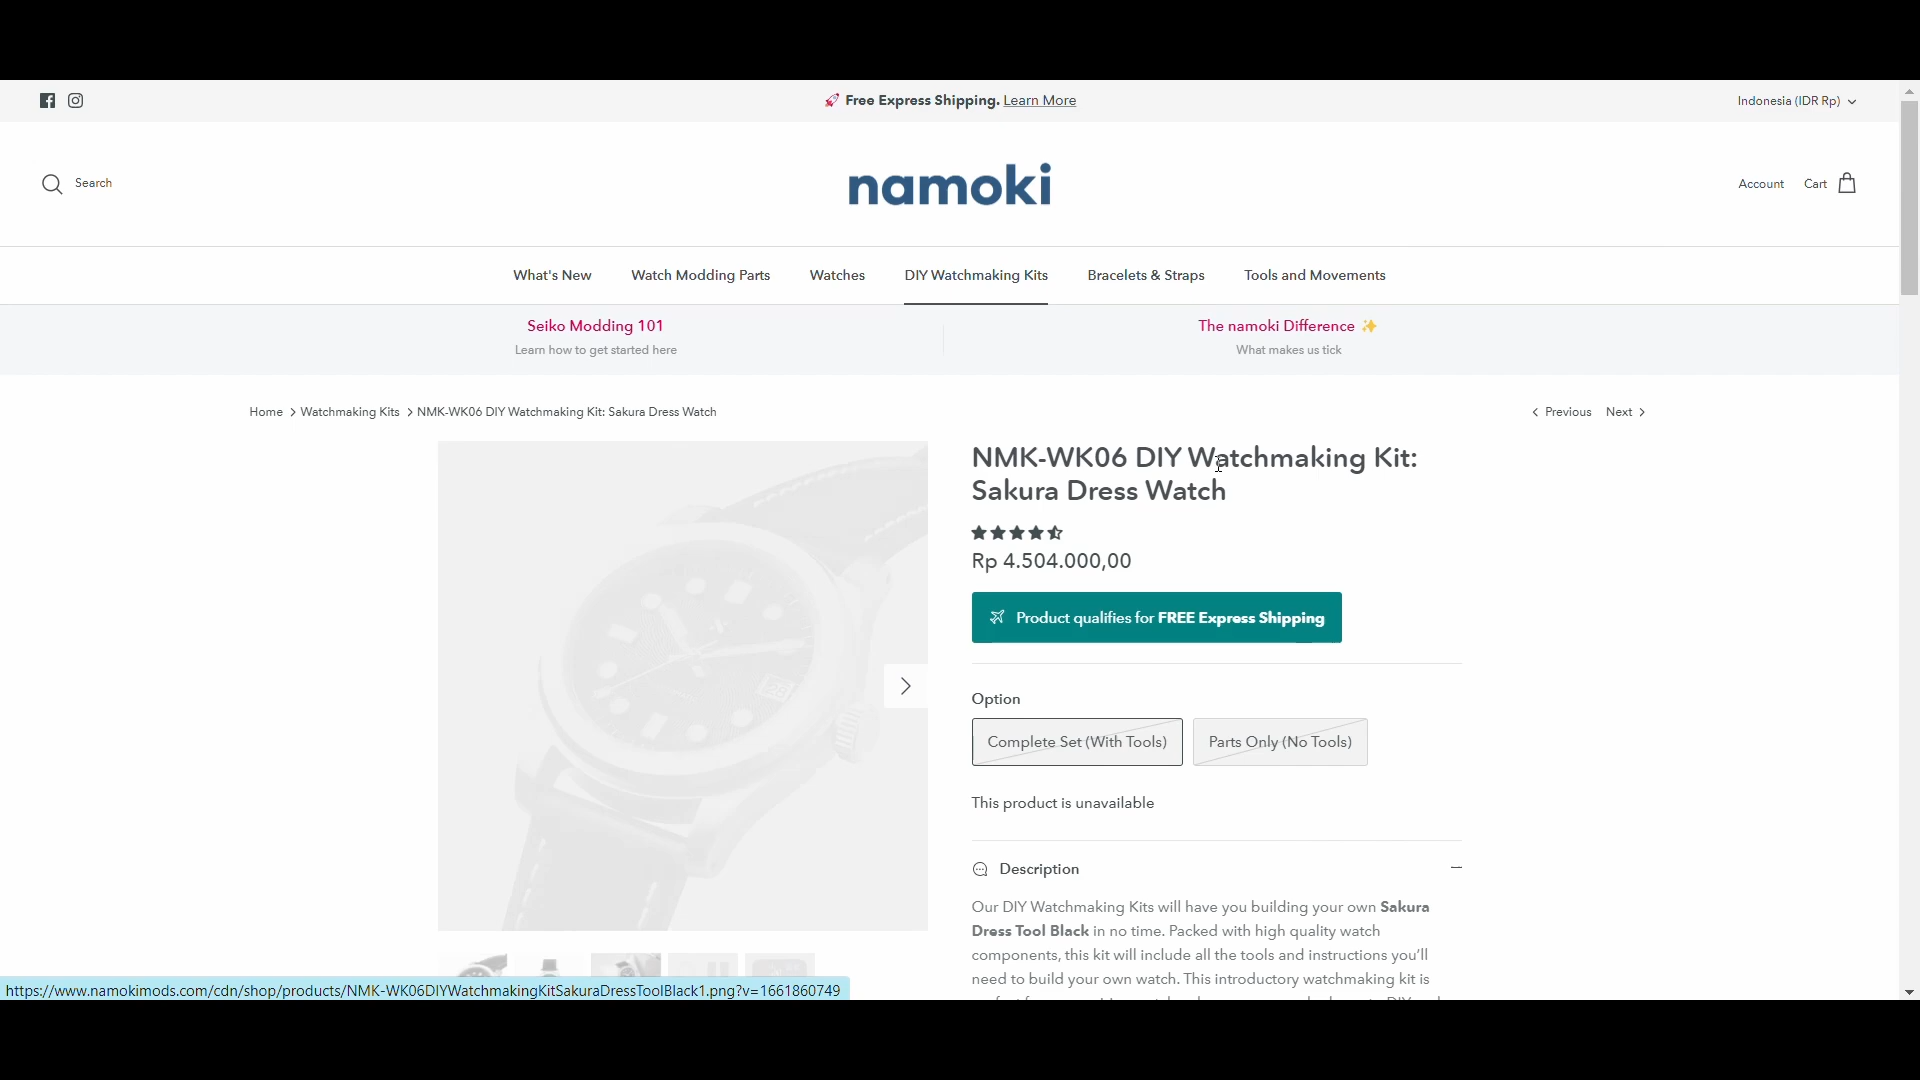 🚀 Free Express Shipping. Learn More
Indonesia (IDR Rp)
Search
namoki
Account
Cart
What's New
Watch Modding Parts
Watches
DIY Watchmaking Kits
Bracelets & Straps
Tools and Movements
Seiko Modding 101
Learn how to get started here
The namoki Difference ✨
What makes us tick
Home > Watchmaking Kits > NMK-WK06 DIY Watchmaking Kit: Sakura Dress Watch
< Previous
Next >
NMK-WK06 DIY Watchmaking Kit:
Sakura Dress Watch
Rp 4.504.000,00
Product qualifies for FREE Express Shipping
Option
Complete Set (With Tools)
Parts Only (No Tools)
This product is unavailable
Description
Our DIY Watchmaking Kits will have you building your own Sakura
Dress Tool Black in no time. Packed with high quality watch
components, this kit will include all the tools and instructions you'll
need to build your own watch. This introductory watchmaking kit is
https://www.namokimods.com/cdn/shop/products/NMK-WK06DIYWatchmakingKitSakuraDressToolBlack1.png?v=1661860749